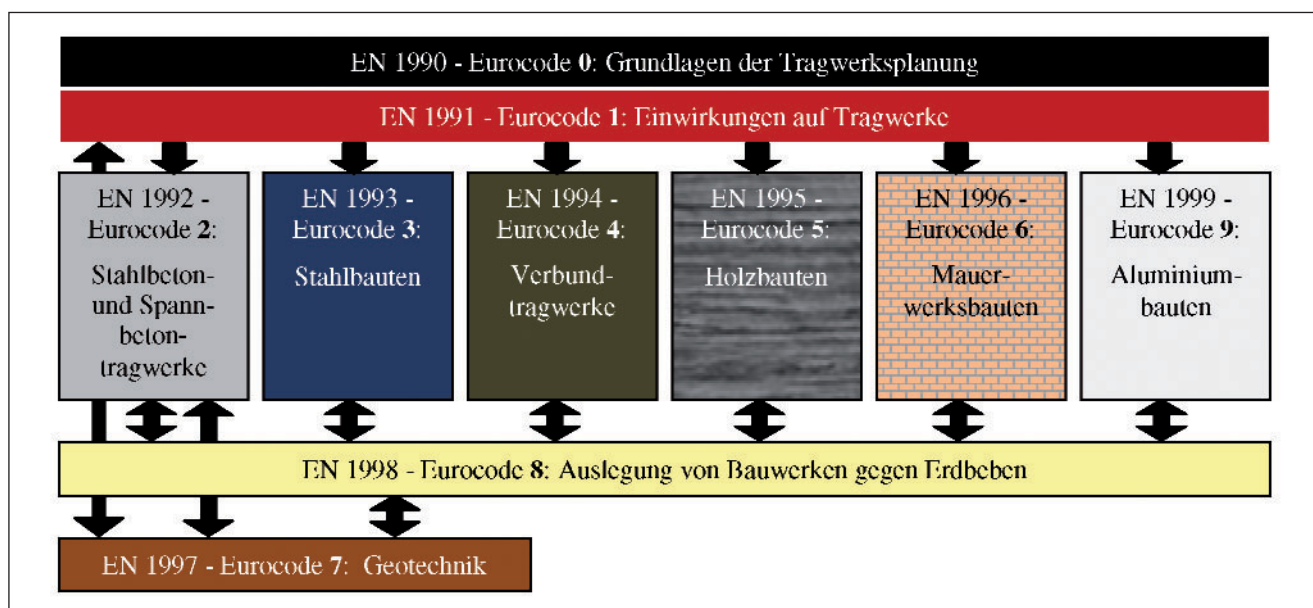 EN 1990 - Eurocode 0: Grundlagen der Tragwerksplanung
EN 1991 - Eurocode 1: Einwirkungen auf Tragwerke
EN 1992 -
Eurocode 2:
Stahlbeton-
und Spann-
beton-
tragwerke
EN 1993 -
Eurocode 3:
Stahlbauten
EN 1994 -
Eurocode 4:
Verbund-
tragwerke
EN 1995 -
Eurocode 5:
Holzbauten
EN 1996 -
Eurocode 6:
Mauer-
werksbauten
EN 1999 -
Eurocode 9:
Aluminium-
bauten
EN 1998 - Eurocode 8: Auslegung von Bauwerken gegen Erdbeben
EN 1997 - Eurocode 7: Geotechnik